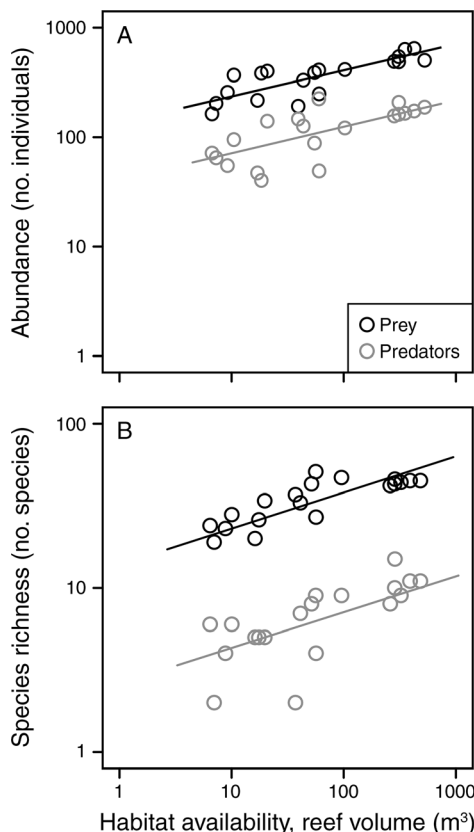 A
1000
100
10
1
Abundance (no. individuals)
Prey
Predators
B
100
10
1
Species richness (no. species)
1 10 100 1000
Habitat availability, reef volume (m³)